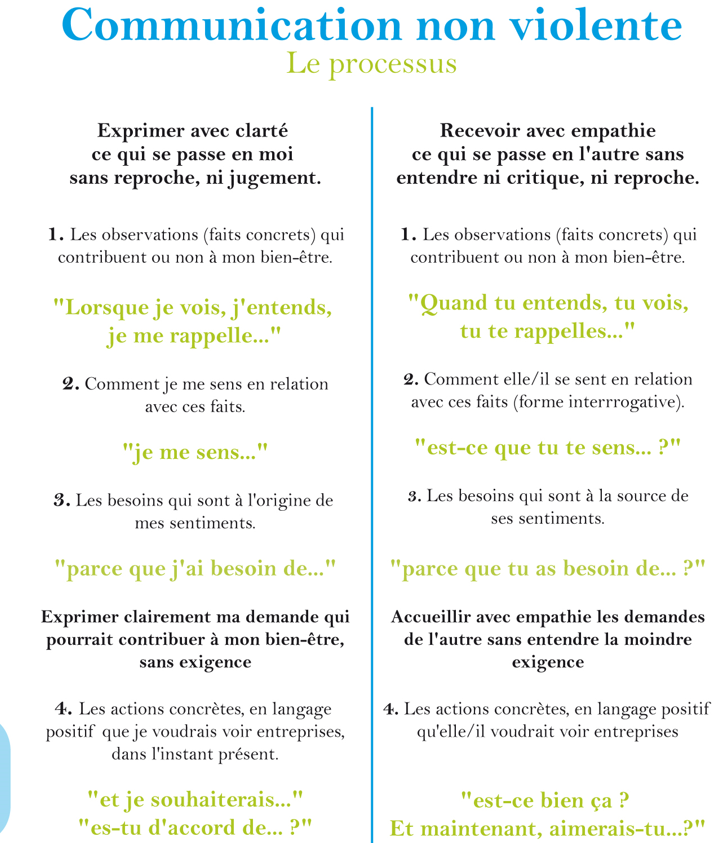 Communication non violente
Le processus
Exprimer avec clarté
ce qui se passe en moi
sans reproche, ni jugement.
1. Les observations (faits concrets) qui
contribuent ou non à mon bien-être.
"Lorsque je vois, j'entends,
je me rappelle..."
2. Comment je me sens en relation
avec ces faits.
"je me sens..."
3. Les besoins qui sont à l'origine de
mes sentiments.
"parce que j'ai besoin de..."
Exprimer clairement ma demande qui
pourrait contribuer à mon bien-être,
sans exigence
4. Les actions concrètes, en langage
positif que je voudrais voir entreprises,
dans l'instant présent.
"et je souhaiterais..."
"es-tu d'accord de... ?"
Recevoir avec empathie
ce qui se passe en l'autre sans
entendre ni critique, ni reproche.
1. Les observations (faits concrets) qui
contribuent ou non à mon bien-être.
"Quand tu entends, tu vois,
tu te rappelles..."
2. Comment elle/il se sent en relation
avec ces faits (forme interrrogative).
"est-ce que tu te sens... ?"
3. Les besoins qui sont à la source de
ses sentiments.
"parce que tu as besoin de... ?"
Accueillir avec empathie les demandes
de l'autre sans entendre la moindre
exigence
4. Les actions concrètes, en langage positif
qu'elle/il voudrait voir entreprises
"est-ce bien ça ?
Et maintenant, aimerais-tu...?"